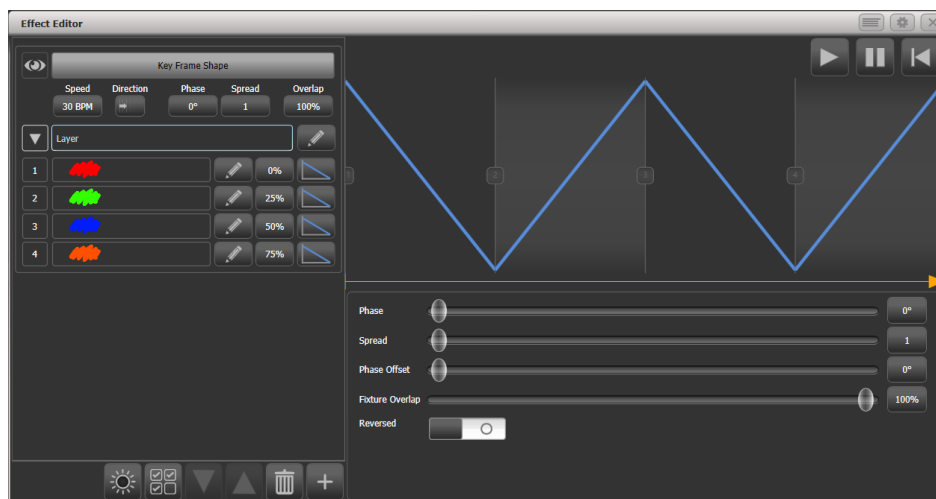 Effect Editor
Key Frame Shape
Speed Direction Phase Spread Overlap
30 BPM 0° 1 100%
Layer
1 0%
2 25%
3 50%
4 75%
2 3 4
Phase 0°
Spread 1
Phase Offset 0°
Fixture Overlap 100%
Reversed